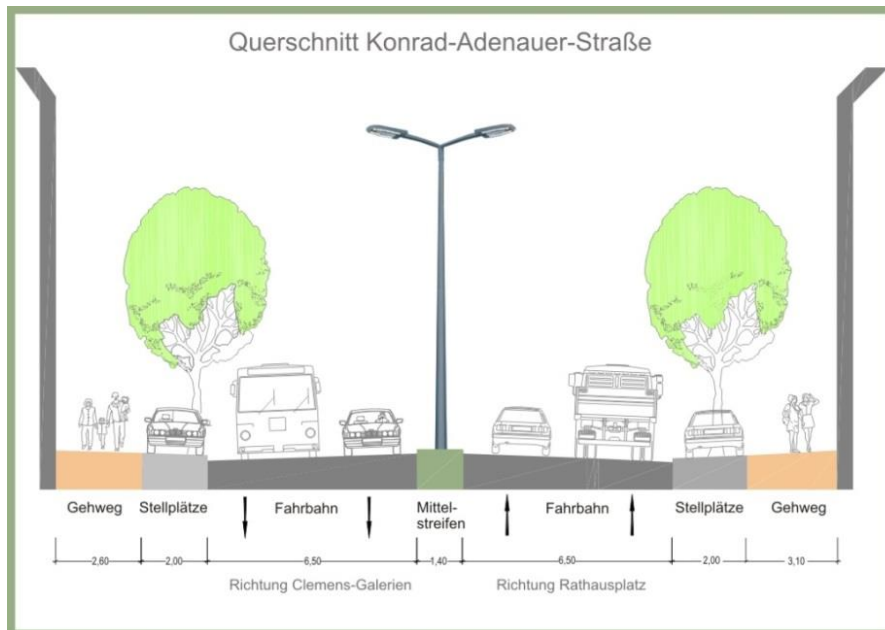 Querschnitt Konrad-Adenauer-Straße
Gehweg Stellplätze Fahrbahn Mittel-
streifen Fahrbahn Stellplätze Gehweg
2,60 2,00 6,50 1,40 6,50 2,00 3,10
Richtung Clemens-Galerien Richtung Rathausplatz